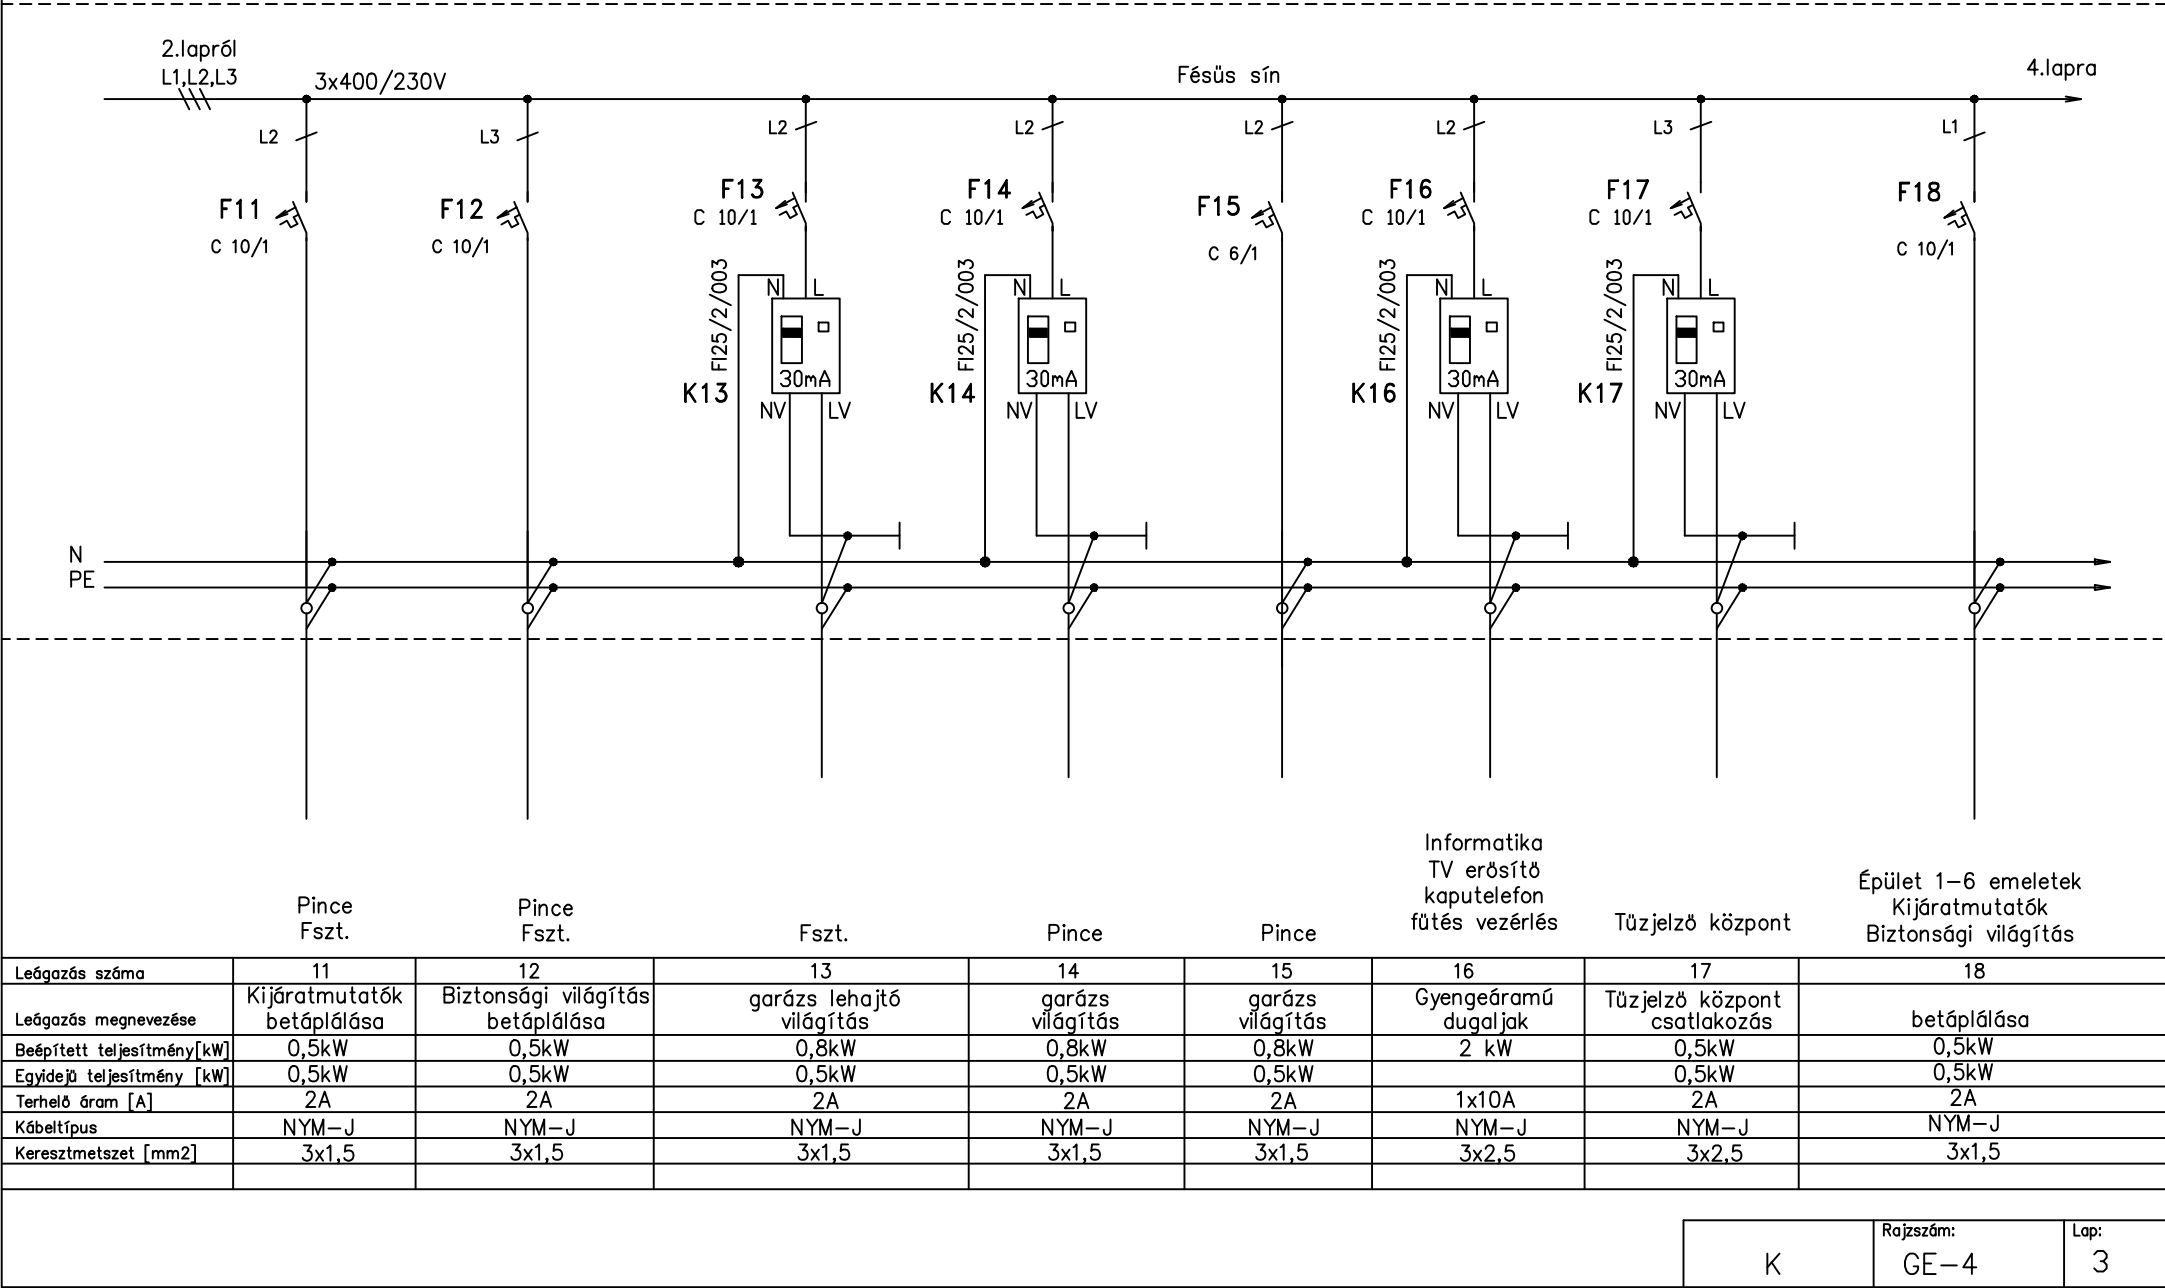 2.lapról
L1,L2,L3
3x400/230V
Fésüs sín
4.lapra
L2
L3
L2
L2
L2
L2
L3
L1
F11
C 10/1
F12
C 10/1
F13
C 10/1
F14
C 10/1
F15
C 6/1
F16
C 10/1
F17
C 10/1
F18
C 10/1
FI25/2/003
N L
30mA
K13
NV LV
FI25/2/003
N L
30mA
K14
NV LV
FI25/2/003
N L
30mA
K16
NV LV
FI25/2/003
N L
30mA
K17
NV LV
N
PE
Pince
Fszt.
Pince
Fszt.
Fszt.
Pince
Pince
Informatika
TV erősítő
kaputelefon
fütés vezérlés
Tüzjelző központ
Épület 1-6 emeletek
Kijáratmutatók
Biztonsági világítás
Leágazás száma 11 12 13 14 15 16 17 18
Leágazás megnevezése
Kijáratmutatók
betáplálása
Biztonsági világítás
betáplálása
garázs lehajtó
világítás
garázs
világítás
garázs
világítás
Gyengeáramú
dugaljak
Tüzjelző központ
csatlakozás
betáplálása
Beépített teljesítmény[kW] 0,5kW 0,5kW 0,8kW 0,8kW 0,8kW 2 kW 0,5kW 0,5kW
Egyidejü teljesítmény [kW] 0,5kW 0,5kW 0,5kW 0,5kW 0,5kW 0,5kW 0,5kW
Terhelő áram [A] 2A 2A 2A 2A 2A 1x10A 2A 2A
Kábeltípus NYM-J NYM-J NYM-J NYM-J NYM-J NYM-J NYM-J NYM-J
Keresztmetszet [mm2] 3x1,5 3x1,5 3x1,5 3x1,5 3x1,5 3x2,5 3x2,5 3x1,5
K
Rajzszám:
GE-4
Lap:
3